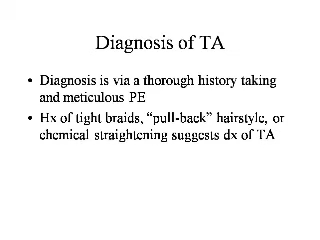 Diagnosis of TA
• Diagnosis is via a thorough history taking
and meticulous PE
• Hx of tight braids, “pull-back” hairstyle, or
chemical straightening suggests dx of TA